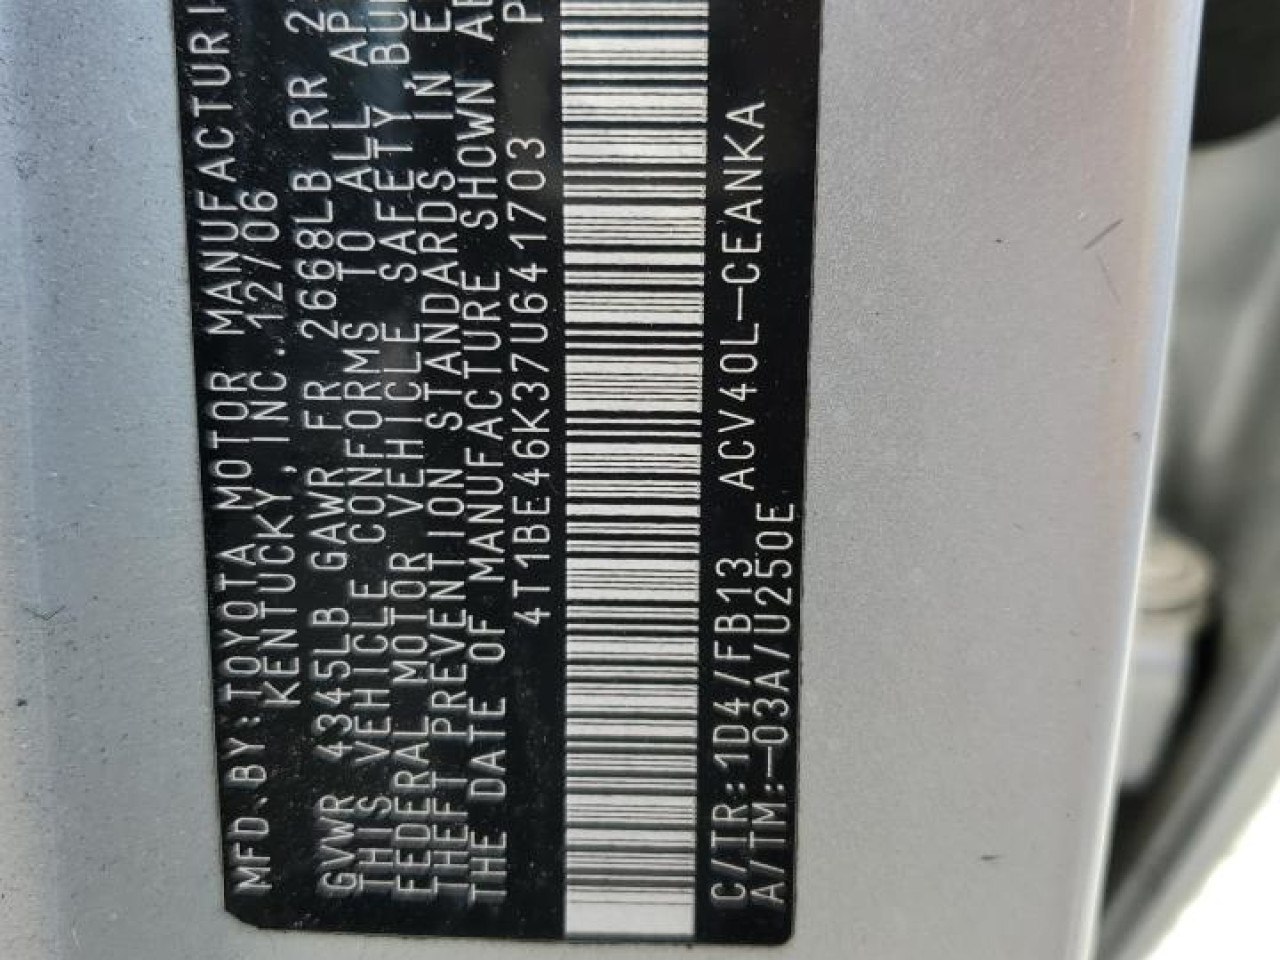 MFD. BY: TOYOTA MOTOR MANUFACTURI
KENTUCKY, INC. 12/06
GVWR 4345LB GAWR FR 2668LB RR 2
THIS VEHICLE CONFORMS TO ALL AP
FEDERAL MOTOR VEHICLE SAFETY, BU
THEFT PREVENTION STANDARDS IN E
THE DATE OF MANUFACTURE SHOWN AB
4T1BE46K37U641703 P
C/TR:1D4/FB13 ACV40L-CEANKA
A/TM:-03A/U250E